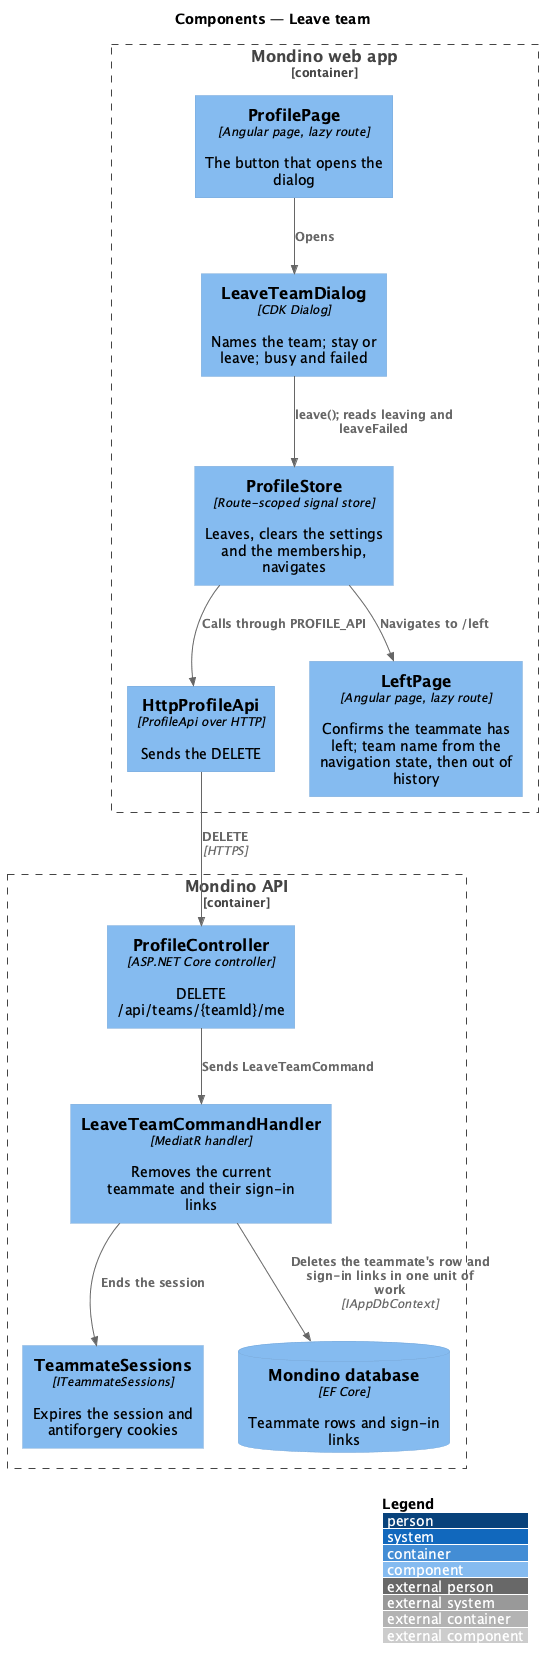 Components — Leave team
Mondino web app
[container]
ProfilePage
[Angular page, lazy route]
The button that opens the
dialog
Opens
LeaveTeamDialog
[CDK Dialog]
Names the team; stay or
leave; busy and failed
leave(); reads leaving and
leaveFailed
ProfileStore
[Route-scoped signal store]
Leaves, clears the settings
and the membership,
navigates
Calls through PROFILE_API
Navigates to /left
HttpProfileApi
[ProfileApi over HTTP]
Sends the DELETE
LeftPage
[Angular page, lazy route]
Confirms the teammate has
left; team name from the
navigation state, then out of
history
DELETE
[HTTPS]
Mondino API
[container]
ProfileController
[ASP.NET Core controller]
DELETE
/api/teams/{teamId}/me
Sends LeaveTeamCommand
LeaveTeamCommandHandler
[MediatR handler]
Removes the current
teammate and their sign-in
links
Ends the session
Deletes the teammate's row and
sign-in links in one unit of
work
[IAppDbContext]
TeammateSessions
[ITeammateSessions]
Expires the session and
antiforgery cookies
Mondino database
[EF Core]
Teammate rows and sign-in
links
Legend
person
system
container
component
external person
external system
external container
external component